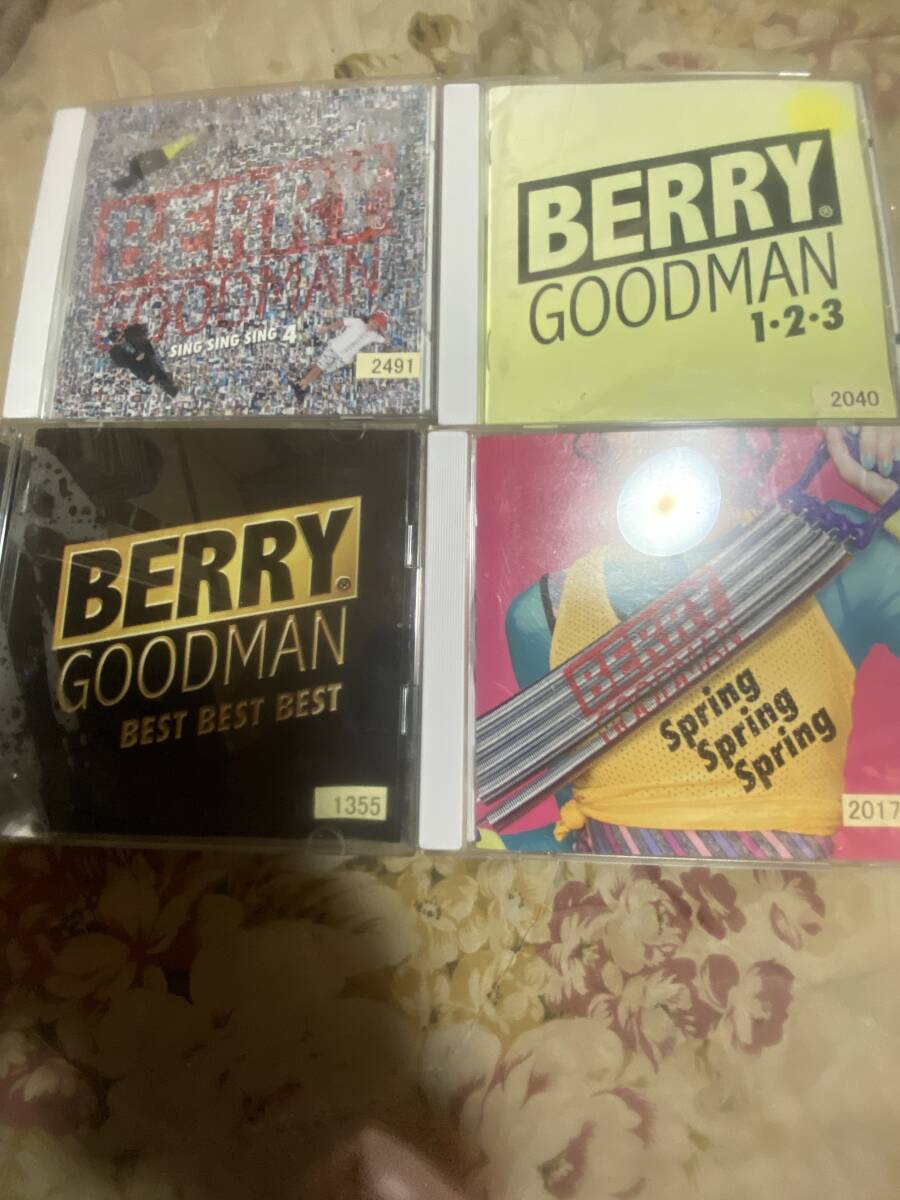 BERRY
GOODMAN
SING SING SING 4
2491
BERRY®
GOODMAN
1・2・3
2040
BERRY®
GOODMAN
BEST BEST BEST
1355
BERRY
GOODMAN
Spring
Spring
Spring
2017